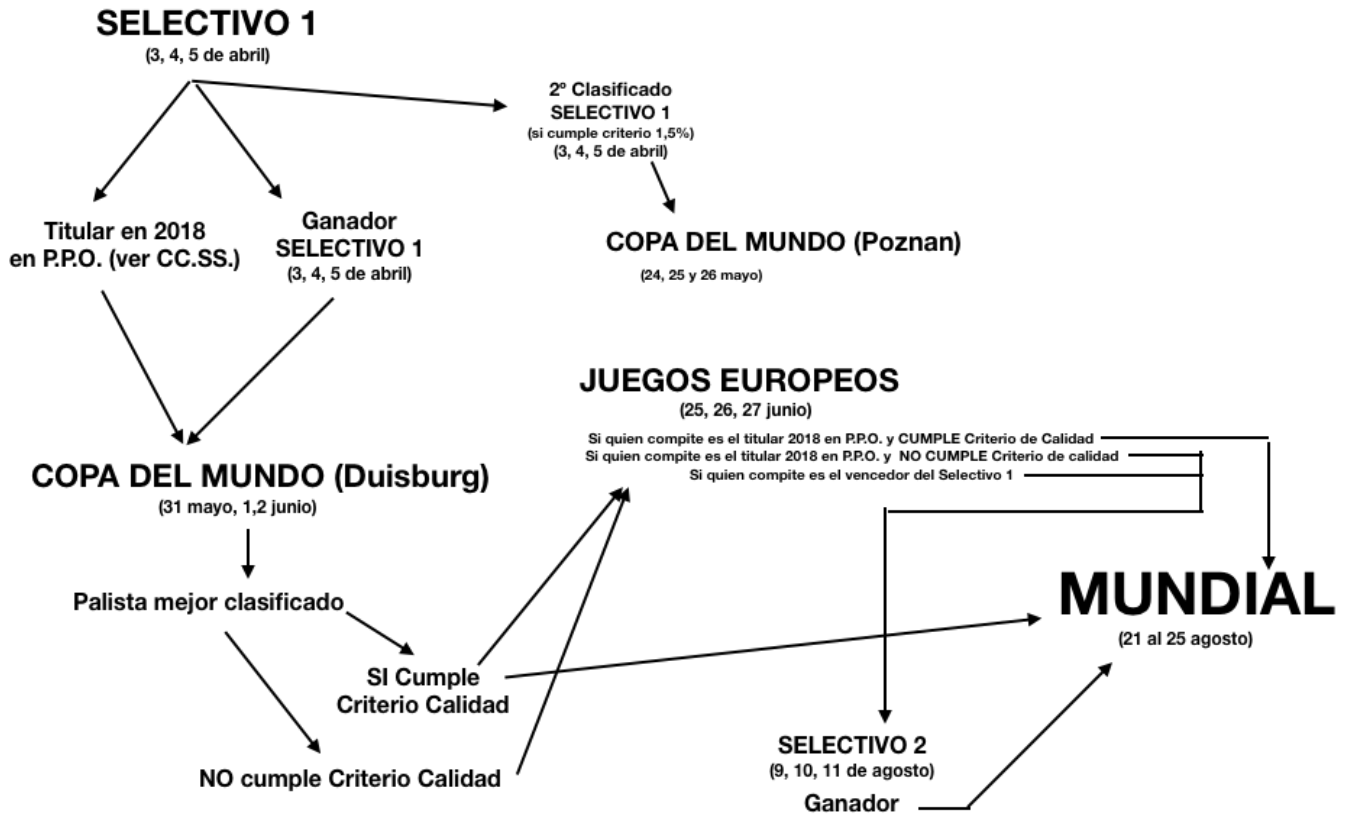 SELECTIVO 1
(3, 4, 5 de abril)
2º Clasificado
SELECTIVO 1
(si cumple criterio 1,5%)
(3, 4, 5 de abril)
Titular en 2018
en P.P.O. (ver CC.SS.)
Ganador
SELECTIVO 1
(3, 4, 5 de abril)
COPA DEL MUNDO (Poznan)
(24, 25 y 26 mayo)
JUEGOS EUROPEOS
(25, 26, 27 junio)
Si quien compite es el titular 2018 en P.P.O. y CUMPLE Criterio de Calidad
Si quien compite es el titular 2018 en P.P.O. y NO CUMPLE Criterio de calidad
Si quien compite es el vencedor del Selectivo 1
COPA DEL MUNDO (Duisburg)
(31 mayo, 1,2 junio)
Palista mejor clasificado
SI Cumple
Criterio Calidad
NO cumple Criterio Calidad
MUNDIAL
(21 al 25 agosto)
SELECTIVO 2
(9, 10, 11 de agosto)
Ganador